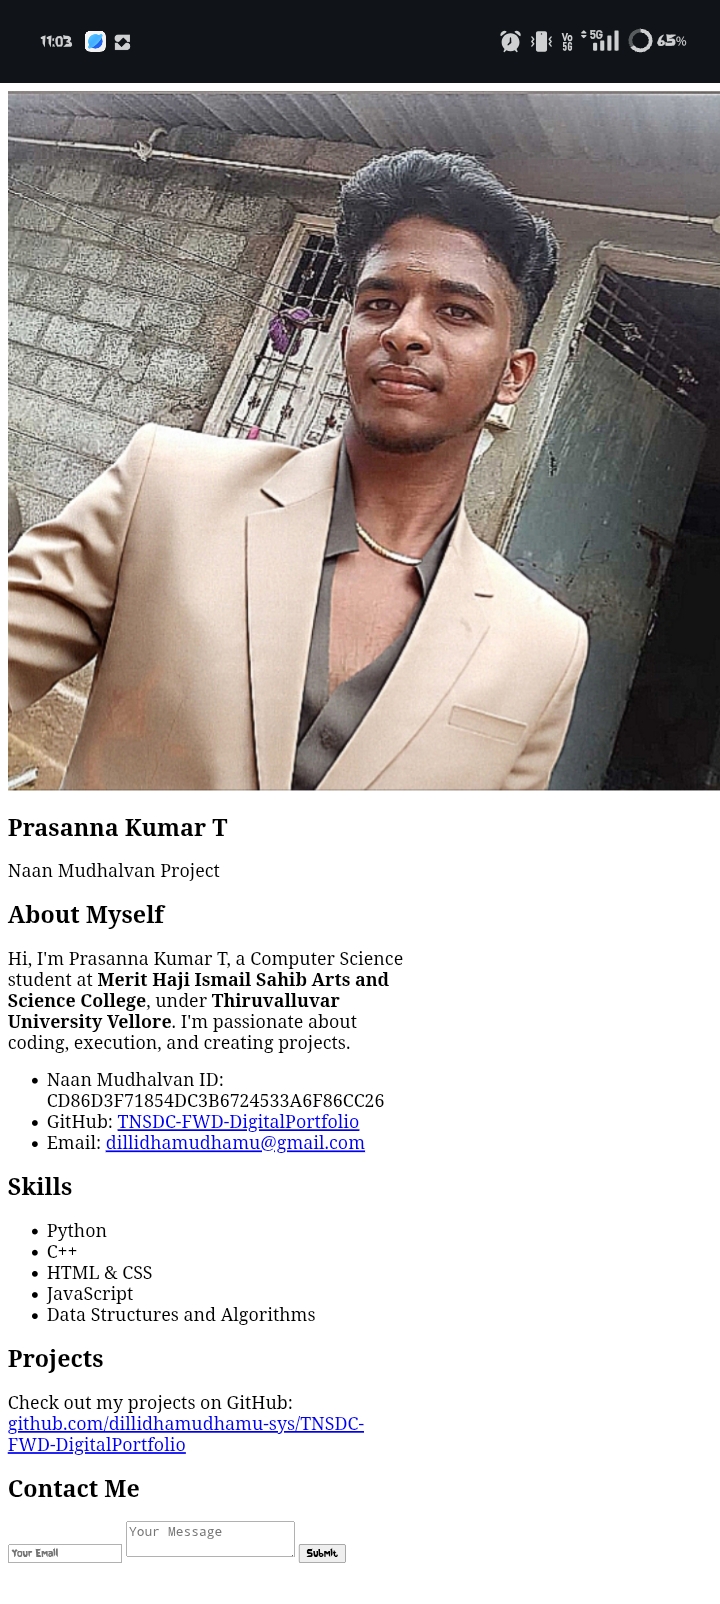 11:03
Vo
5G
5G
65%
Prasanna Kumar T
Naan Mudhalvan Project
About Myself
Hi, I'm Prasanna Kumar T, a Computer Science
student at Merit Haji Ismail Sahib Arts and
Science College, under Thiruvalluvar
University Vellore. I'm passionate about
coding, execution, and creating projects.
• Naan Mudhalvan ID:
CD86D3F71854DC3B6724533A6F86CC26
• GitHub: TNSDC-FWD-DigitalPortfolio
• Email: dillidhamudhamu@gmail.com
Skills
• Python
• C++
• HTML & CSS
• JavaScript
• Data Structures and Algorithms
Projects
Check out my projects on GitHub:
github.com/dillidhamudhamu-sys/TNSDC-
FWD-DigitalPortfolio
Contact Me
Your Email
Your Message
Submit